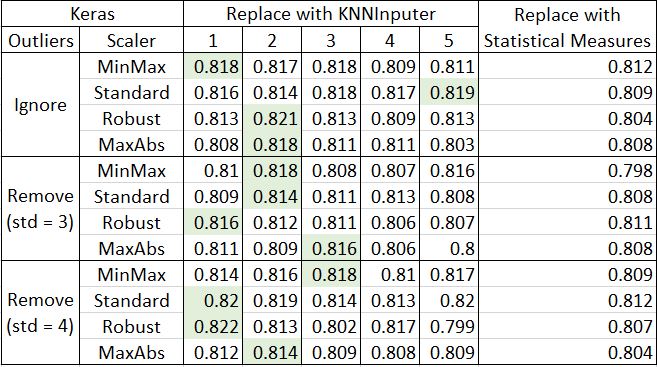 Keras Replace with KNNInputer Replace with
Outliers Scaler 1 2 3 4 5 Statistical Measures
MinMax 0.818 0.817 0.818 0.809 0.811 0.812
Standard 0.816 0.814 0.818 0.817 0.819 0.809
Ignore
Robust 0.813 0.821 0.813 0.809 0.813 0.804
MaxAbs 0.808 0.818 0.811 0.811 0.803 0.808
MinMax 0.81 0.818 0.808 0.807 0.816 0.798
Remove Standard 0.809 0.814 0.811 0.813 0.808 0.808
(std = 3) Robust 0.816 0.812 0.811 0.806 0.807 0.811
MaxAbs 0.811 0.809 0.816 0.806 0.8 0.808
MinMax 0.814 0.816 0.818 0.81 0.817 0.809
Remove Standard 0.82 0.819 0.814 0.813 0.82 0.812
(std = 4) Robust 0.822 0.813 0.802 0.817 0.799 0.807
MaxAbs 0.812 0.814 0.809 0.808 0.809 0.804